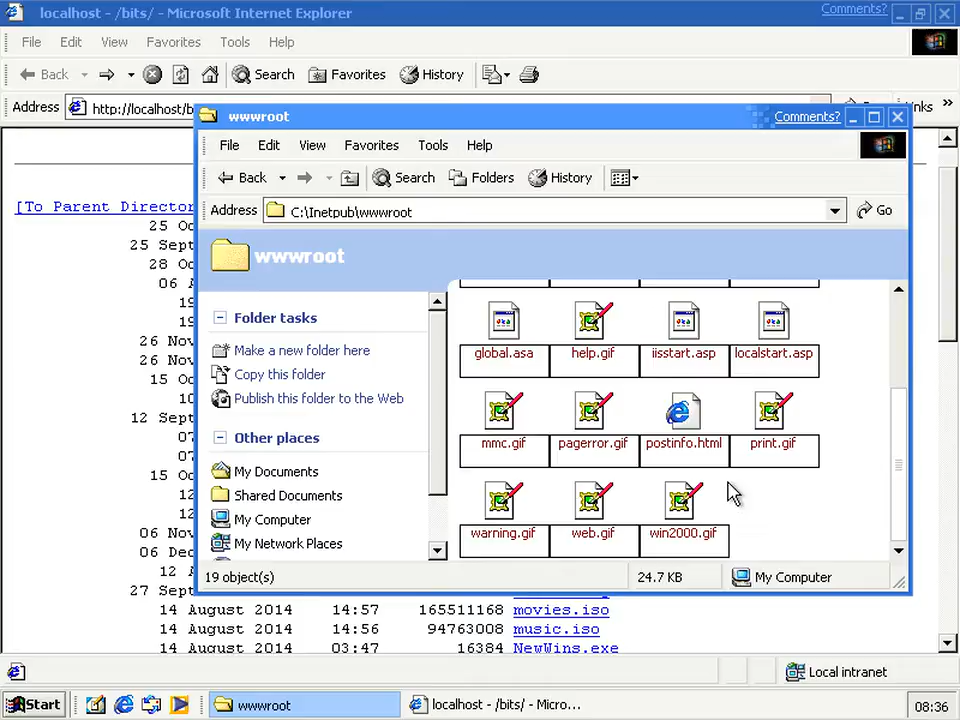 localhost - /bits/ - Microsoft Internet Explorer
Comments?
File Edit View Favorites Tools Help
Back Search Favorites History
Address http://localhost/b
wwwroot
Comments?
File Edit View Favorites Tools Help
Back Search Folders History
Address C:\Inetpub\wwwroot Go
wwwroot
Folder tasks
Make a new folder here
Copy this folder
Publish this folder to the Web
Other places
My Documents
Shared Documents
My Computer
My Network Places
global.asa help.gif iisstart.asp localstart.asp
mmc.gif pagerror.gif postinfo.html print.gif
warning.gif web.gif win2000.gif
19 object(s) 24.7 KB My Computer
[To Parent Director
25 Oc
25 Sept
28 Oc
06 A
19
19
26 Nov
26 Nov
15 Oc
10
12 Sept
07
07
15 Oc
12
12
06 Nov
06 Dec
12 A
27 Sept
14 August 2014 14:57 165511168 movies.iso
14 August 2014 14:56 94763008 music.iso
14 August 2014 03:47 16384 NewWins.exe
Local intranet
Start wwwroot localhost - /bits/ - Micro... 08:36